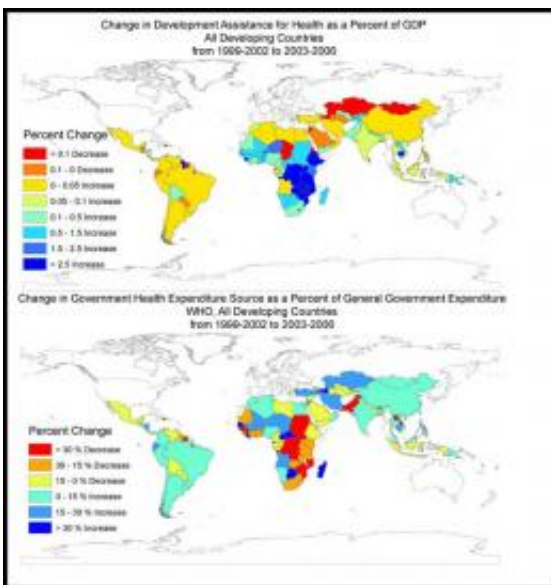 Change in Development Assistance for Health as a Percent of GDP
All Developing Countries
from 1999-2002 to 2003-2006
Percent Change
> 0.1 Decrease
0.1 - 0 Decrease
0 - 0.05 Increase
0.05 - 0.1 Increase
0.1 - 0.5 Increase
0.5 - 1.5 Increase
1.5 - 2.5 Increase
> 2.5 Increase
Change in Government Health Expenditure Source as a Percent of General Government Expenditure
WHO, All Developing Countries
from 1999-2002 to 2003-2006
Percent Change
> 30 % Decrease
30 - 15 % Decrease
15 - 0 % Decrease
0 - 15 % Increase
15 - 30 % Increase
> 30 % Increase